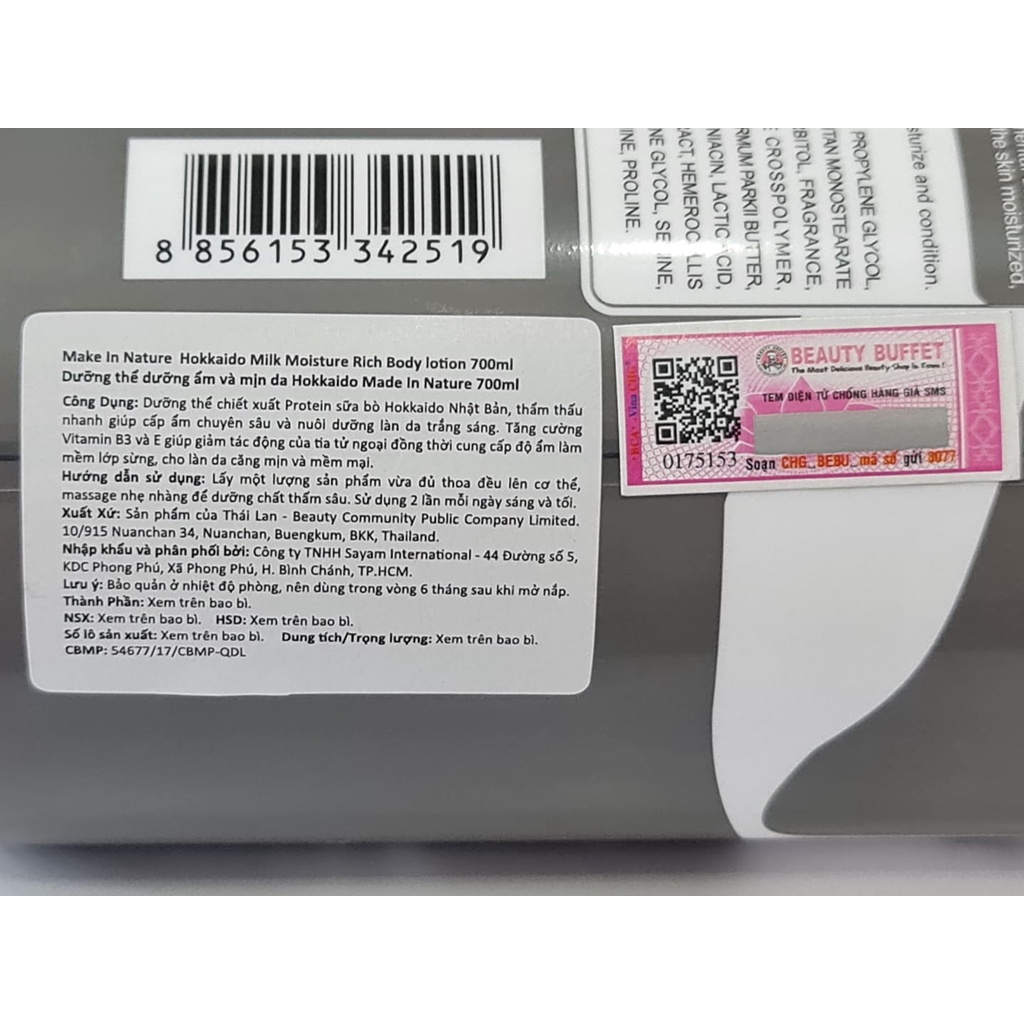 8 856153 342519
Make In Nature Hokkaido Milk Moisture Rich Body lotion 700ml
Dưỡng thể dưỡng ẩm và mịn da Hokkaido Made In Nature 700ml
Công Dụng: Dưỡng thể chiết xuất Protein sữa bò Hokkaido Nhật Bản, thẩm thấu
nhanh giúp cấp ẩm chuyên sâu và nuôi dưỡng làn da trắng sáng. Tăng cường
Vitamin B3 và E giúp giảm tác động của tia tử ngoại đồng thời cung cấp độ ẩm làm
mềm lớp sừng, cho làn da căng mịn và mềm mại.
Hướng dẫn sử dụng: Lấy một lượng sản phẩm vừa đủ thoa đều lên cơ thể,
massage nhẹ nhàng để dưỡng chất thấm sâu. Sử dụng 2 lần mỗi ngày sáng và tối.
Xuất Xứ: Sản phẩm của Thái Lan - Beauty Community Public Company Limited.
10/915 Nuanchan 34, Nuanchan, Buengkum, BKK, Thailand.
Nhập khẩu và phân phối bởi: Công ty TNHH Sayam International - 44 Đường số 5,
KDC Phong Phú, Xã Phong Phú, H. Bình Chánh, TP.HCM.
Lưu ý: Bảo quản ở nhiệt độ phòng, nên dùng trong vòng 6 tháng sau khi mở nắp.
Thành Phần: Xem trên bao bì.
NSX: Xem trên bao bì. HSD: Xem trên bao bì.
Số lô sản xuất: Xem trên bao bì. Dung tích/Trọng lượng: Xem trên bao bì.
CBMP: 54677/17/CBMP-QDL
the skin moisturized,
sturize and condition.
PROPYLENE GLYCOL,
TAN MONOSTEARATE
BITOL, FRAGRANCE,
CROSSPOLYMER,
RMUM PARKII BUTTER,
NIACIN, LACTIC ACID,
ACT, HEMEROCALLIS
NE GLYCOL, SERINE,
INE, PROLINE.
BEAUTY BUFFET
The Most Delicious Beauty Shop In Town!
TEM ĐIỆN TỬ CHỐNG HÀNG GIẢ SMS
0175153 Soạn CHG_BEBU_mã số gửi 8077